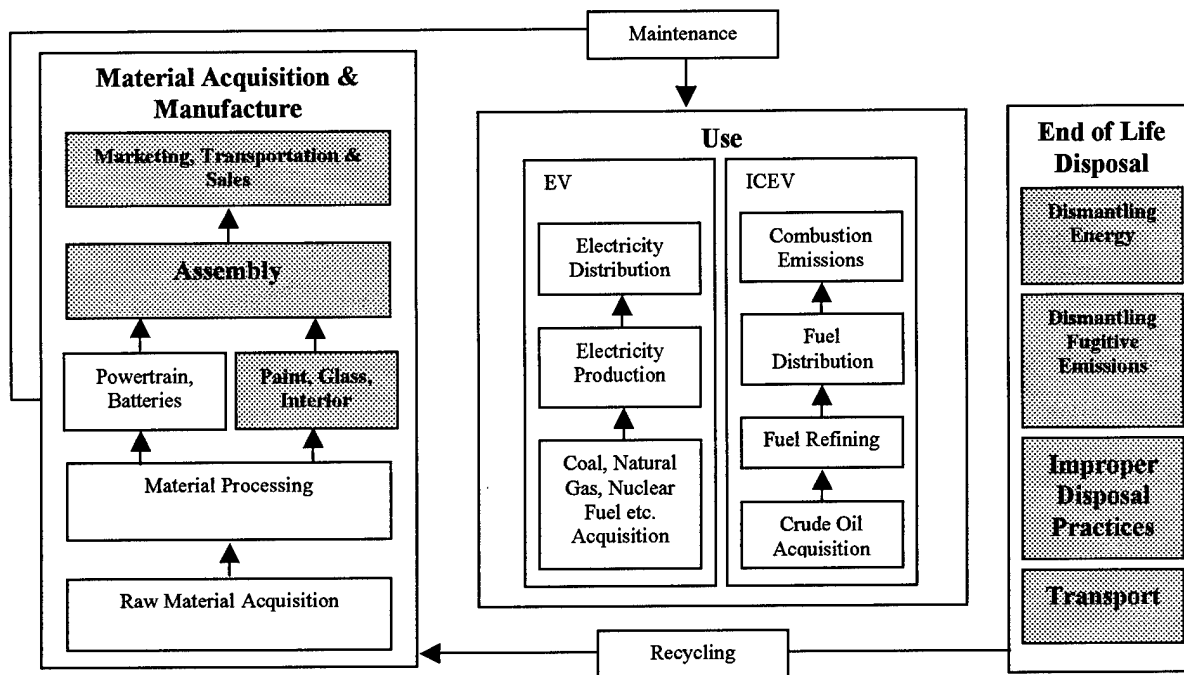 Maintenance
Material Acquisition &
Manufacture
Marketing, Transportation &
Sales
Assembly
Powertrain,
Batteries
Paint, Glass,
Interior
Material Processing
Raw Material Acquisition
Use
EV
Electricity
Distribution
Electricity
Production
Coal, Natural
Gas, Nuclear
Fuel etc.
Acquisition
ICEV
Combustion
Emissions
Fuel
Distribution
Fuel Refining
Crude Oil
Acquisition
End of Life
Disposal
Dismantling
Energy
Dismantling
Fugitive
Emissions
Improper
Disposal
Practices
Transport
Recycling